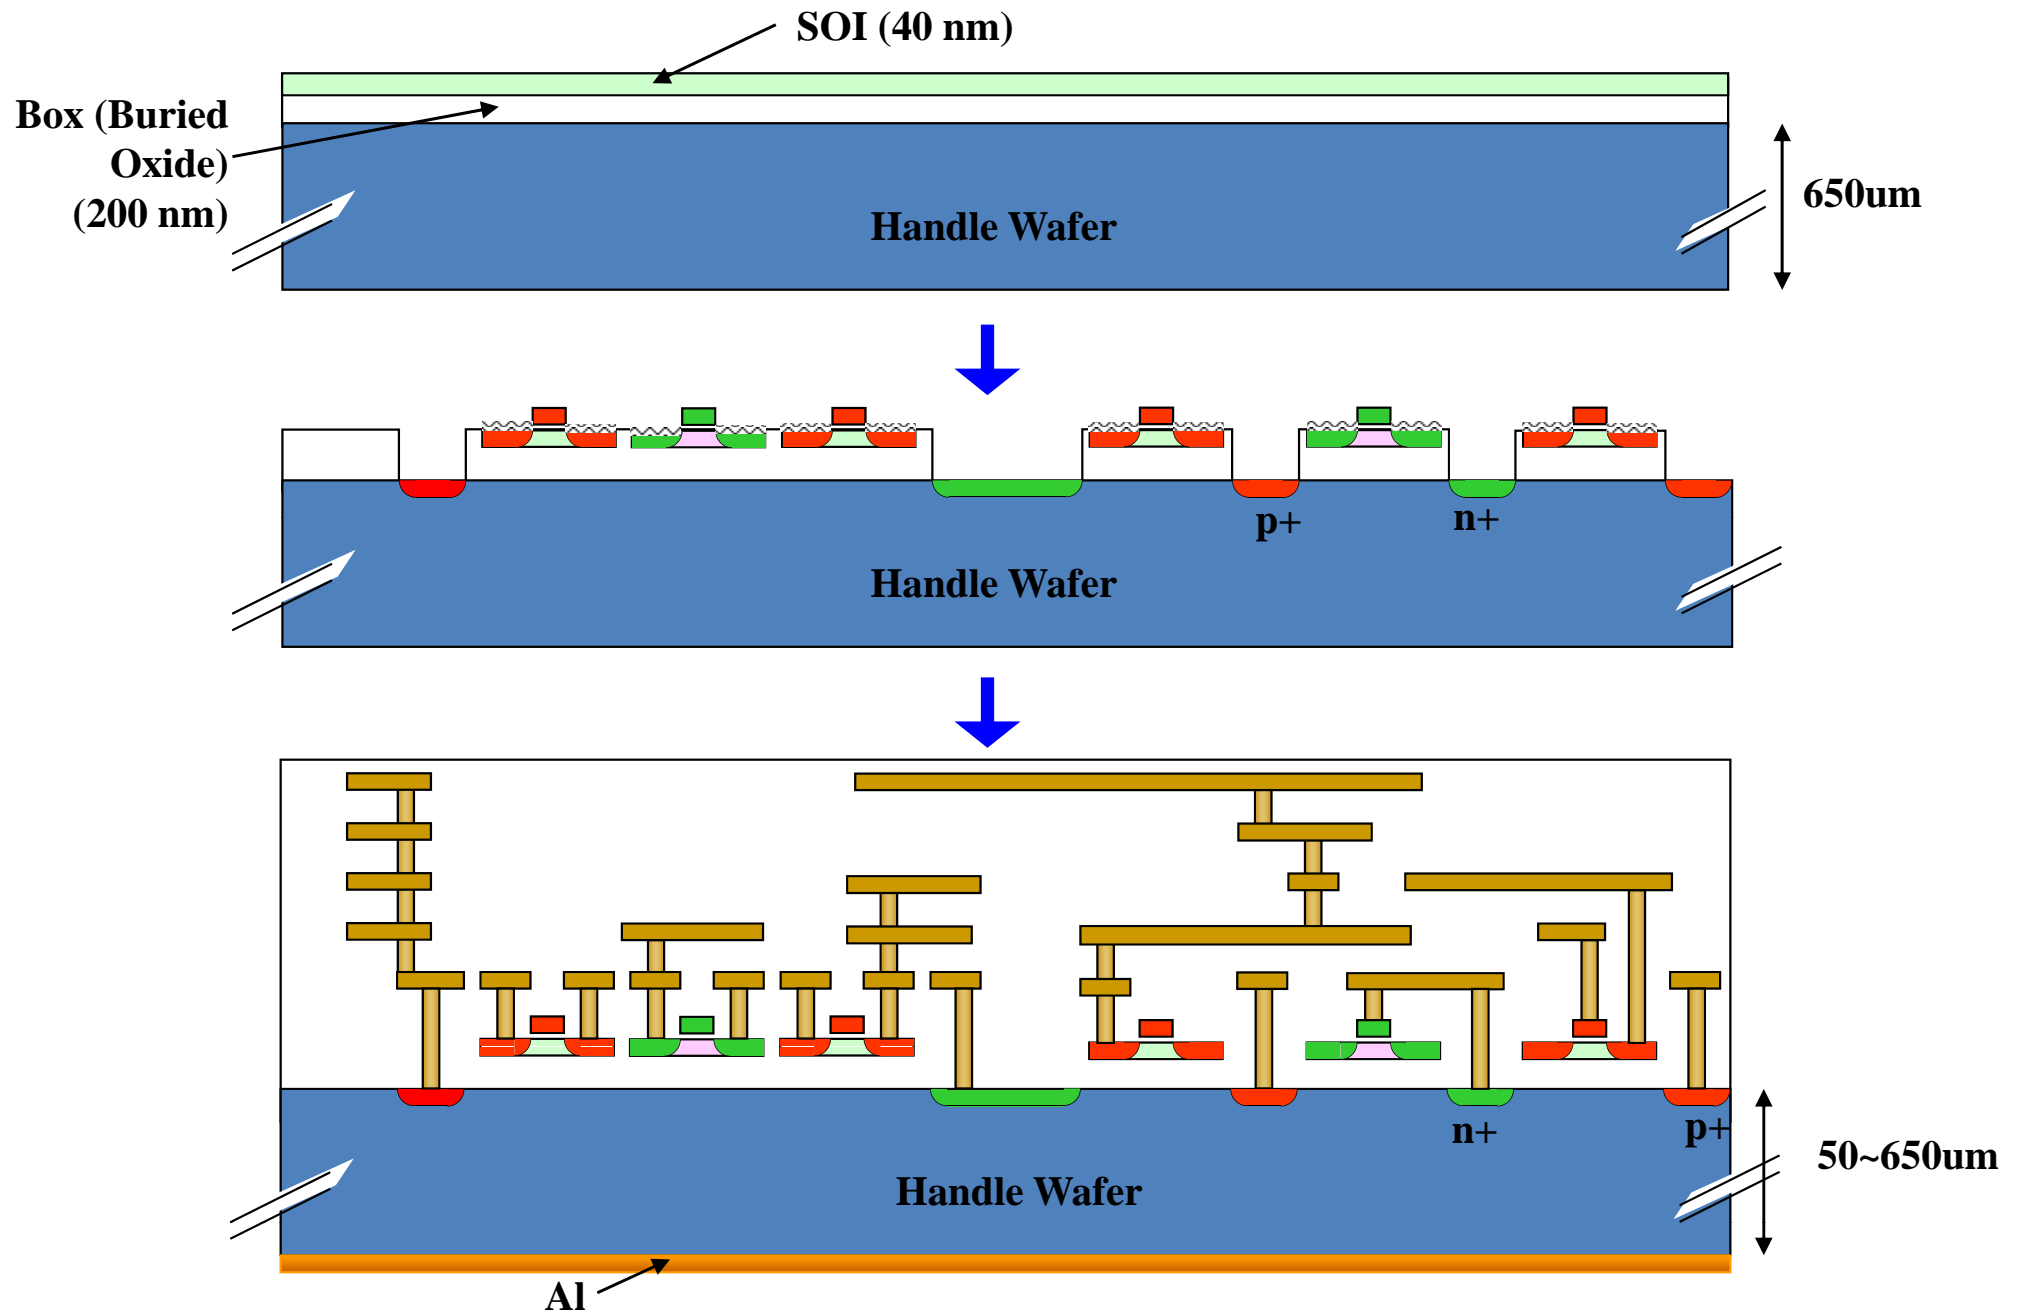 SOI (40 nm)
Box (Buried
Oxide)
(200 nm)
650um
Handle Wafer
p+
n+
Handle Wafer
n+
p+
50~650um
Handle Wafer
Al